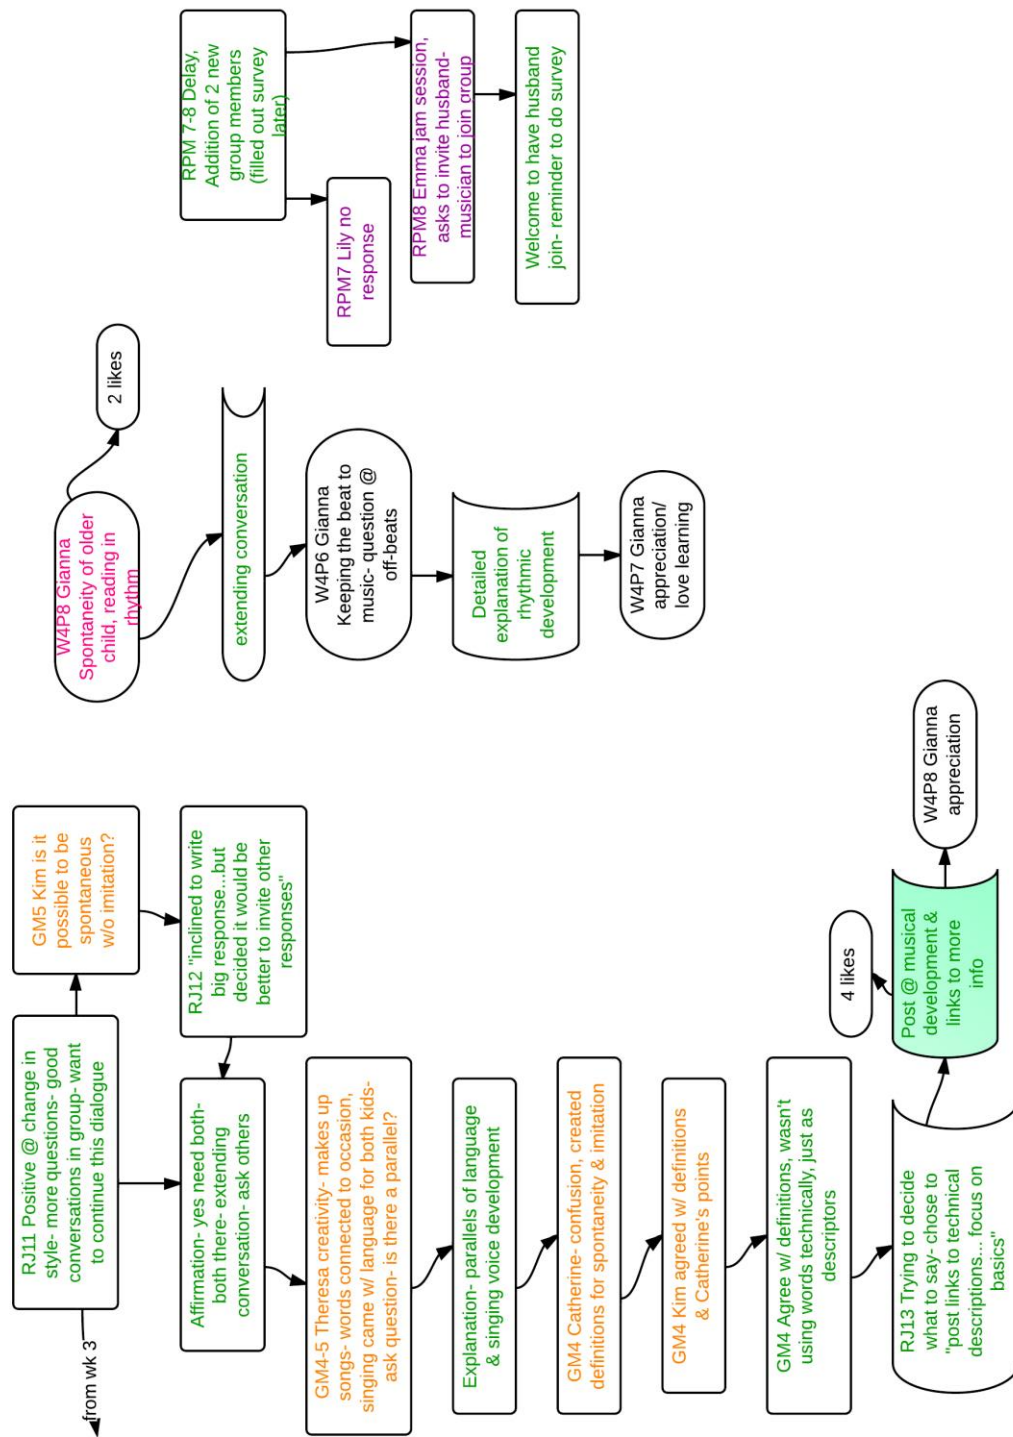 from wk 3
RJ11 Positive @ change in
style- more questions- good
conversations in group- want
to continue this dialogue
GM5 Kim is it
possible to be
spontaneous
w/o imitation?
RJ12 "inclined to write
big response...but
decided it would be
better to invite other
responses"
Affirmation- yes need both-
both there- extending
conversation- ask others
GM4-5 Theresa creativity- makes up
songs- words connected to occasion,
singing came w/ language for both kids-
ask question- is there a parallel?
Explanation- parallels of language
& singing voice development
GM4 Catherine- confusion, created
definitions for spontaneity & imitation
GM4 Kim agreed w/ definitions
& Catherine's points
GM4 Agree w/ definitions, wasn't
using words technically, just as
descriptors
RJ13 Trying to decide
what to say- chose to
"post links to technical
descriptions... focus on
basics"
Post @ musical
development &
links to more
info
4 likes
W4P8 Gianna
appreciation
W4P8 Gianna
Spontaneity of older
child, reading in
rhythm
2 likes
extending conversation
W4P6 Gianna
Keeping the beat to
music- question @
off-beats
Detailed
explanation of
rhythmic
development
W4P7 Gianna
appreciation/
love learning
RPM 7-8 Delay,
Addition of 2 new
group members
(filled out survey
later)
RPM7 Lily no
response
RPM8 Emma jam session,
asks to invite husband-
musician to join group
Welcome to have husband
join- reminder to do survey